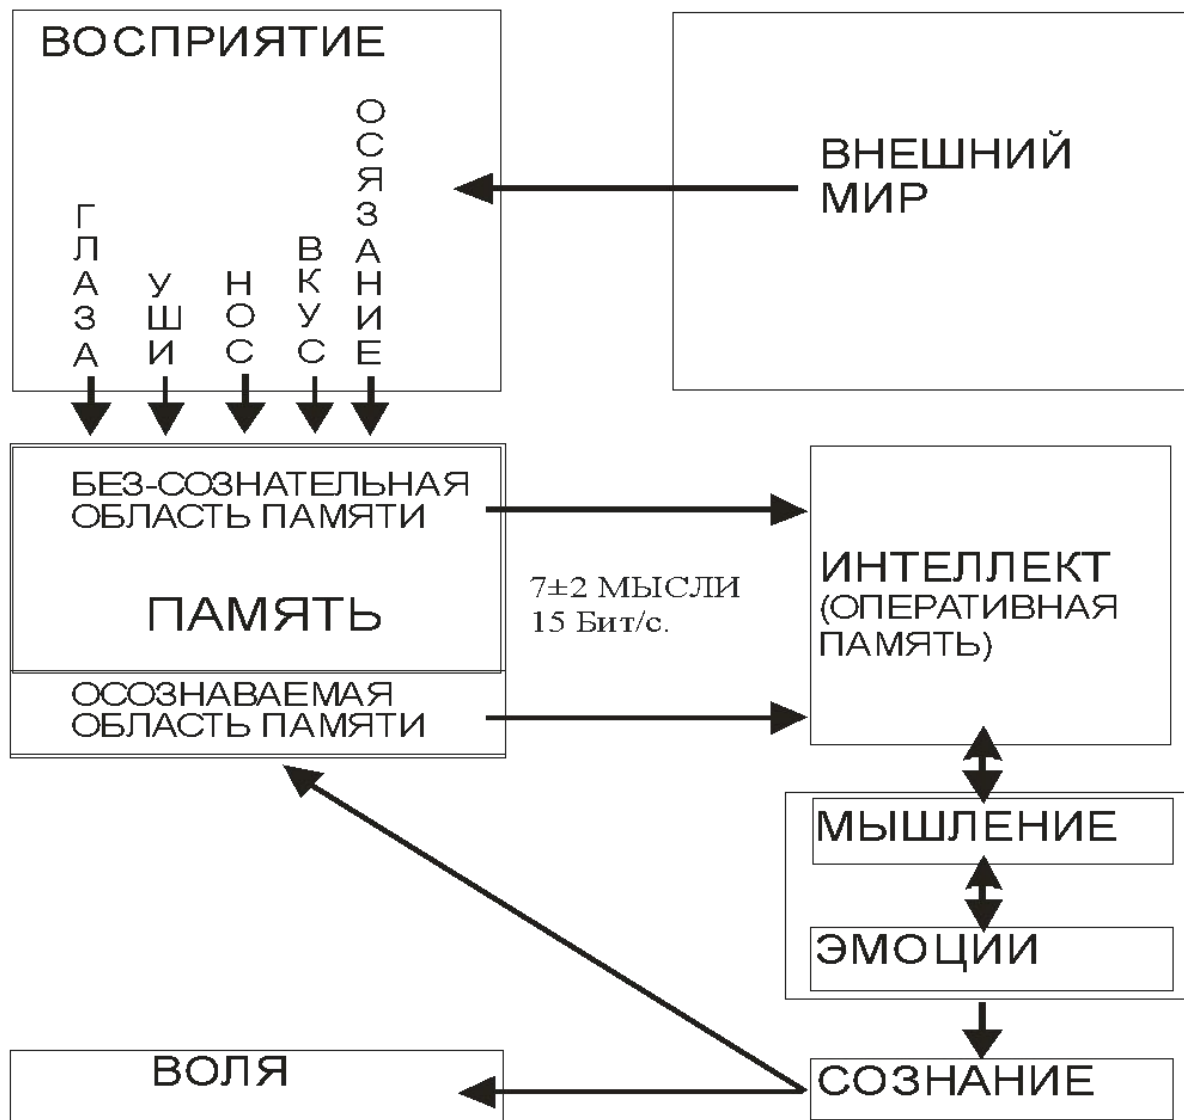 ВОСПРИЯТИЕ
ГЛАЗА
УШИ
НОС
ВКУС
ОСЯЗАНИЕ
ВНЕШНИЙ
МИР
БЕЗ-СОЗНАТЕЛЬНАЯ
ОБЛАСТЬ ПАМЯТИ
ПАМЯТЬ
ОСОЗНАВАЕМАЯ
ОБЛАСТЬ ПАМЯТИ
7±2 МЫСЛИ
15 Бит/с.
ИНТЕЛЛЕКТ
(ОПЕРАТИВНАЯ
ПАМЯТЬ)
МЫШЛЕНИЕ
ЭМОЦИИ
СОЗНАНИЕ
ВОЛЯ